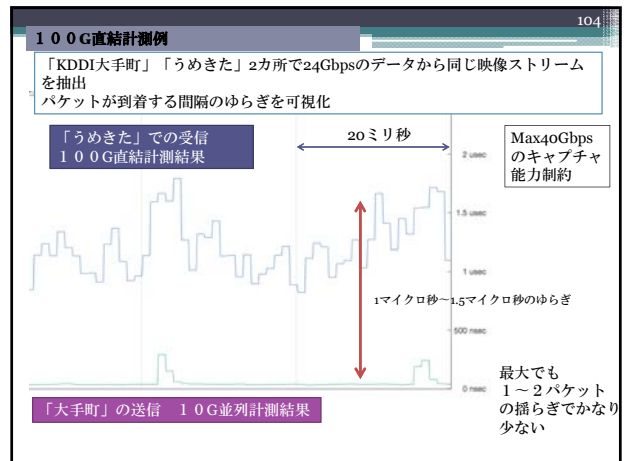 104
１００G直結計測例
「KDDI大手町」「うめきた」2カ所で24Gbpsのデータから同じ映像ストリーム
を抽出
パケットが到着する間隔のゆらぎを可視化
「うめきた」での受信
１００G直結計測結果
20ミリ秒
Max40Gbps
のキャプチャ
能力制約
2 usec
1.5 usec
1 usec
1マイクロ秒～1.5マイクロ秒のゆらぎ
500 nsec
0 nsec
最大でも
１～２パケット
の揺らぎでかなり
少ない
「大手町」の送信　１０G並列計測結果